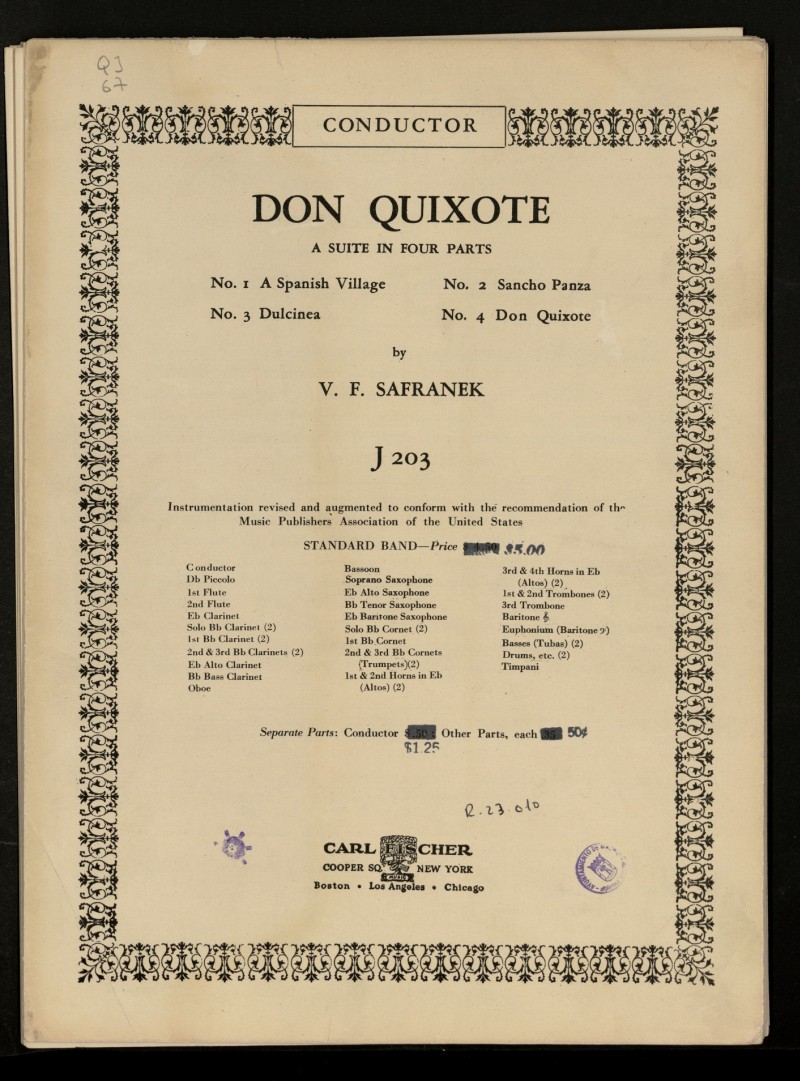 QJ
67
CONDUCTOR
DON QUIXOTE
A SUITE IN FOUR PARTS
No. 1 A Spanish Village
No. 2 Sancho Panza
No. 3 Dulcinea
No. 4 Don Quixote
by
V. F. SAFRANEK
J 203
Instrumentation revised and augmented to conform with the recommendation of the
Music Publishers Association of the United States
STANDARD BAND—Price $5.00
Conductor
Db Piccolo
1st Flute
2nd Flute
Eb Clarinet
Solo Bb Clarinet (2)
1st Bb Clarinet (2)
2nd & 3rd Bb Clarinets (2)
Eb Alto Clarinet
Bb Bass Clarinet
Oboe
Bassoon
Soprano Saxophone
Eb Alto Saxophone
Bb Tenor Saxophone
Eb Baritone Saxophone
Solo Bb Cornet (2)
1st Bb Cornet
2nd & 3rd Bb Cornets
(Trumpets)(2)
1st & 2nd Horns in Eb
(Altos) (2)
3rd & 4th Horns in Eb
(Altos) (2)
1st & 2nd Trombones (2)
3rd Trombone
Baritone 𝄞
Euphonium (Baritone 𝄢)
Basses (Tubas) (2)
Drums, etc. (2)
Timpani
Separate Parts: Conductor Other Parts, each 50¢
$1.25
R.23.010
CARL FISCHER
COOPER SQ. NEW YORK
Boston • Los Angeles • Chicago
AYUNTAMIENTO DE